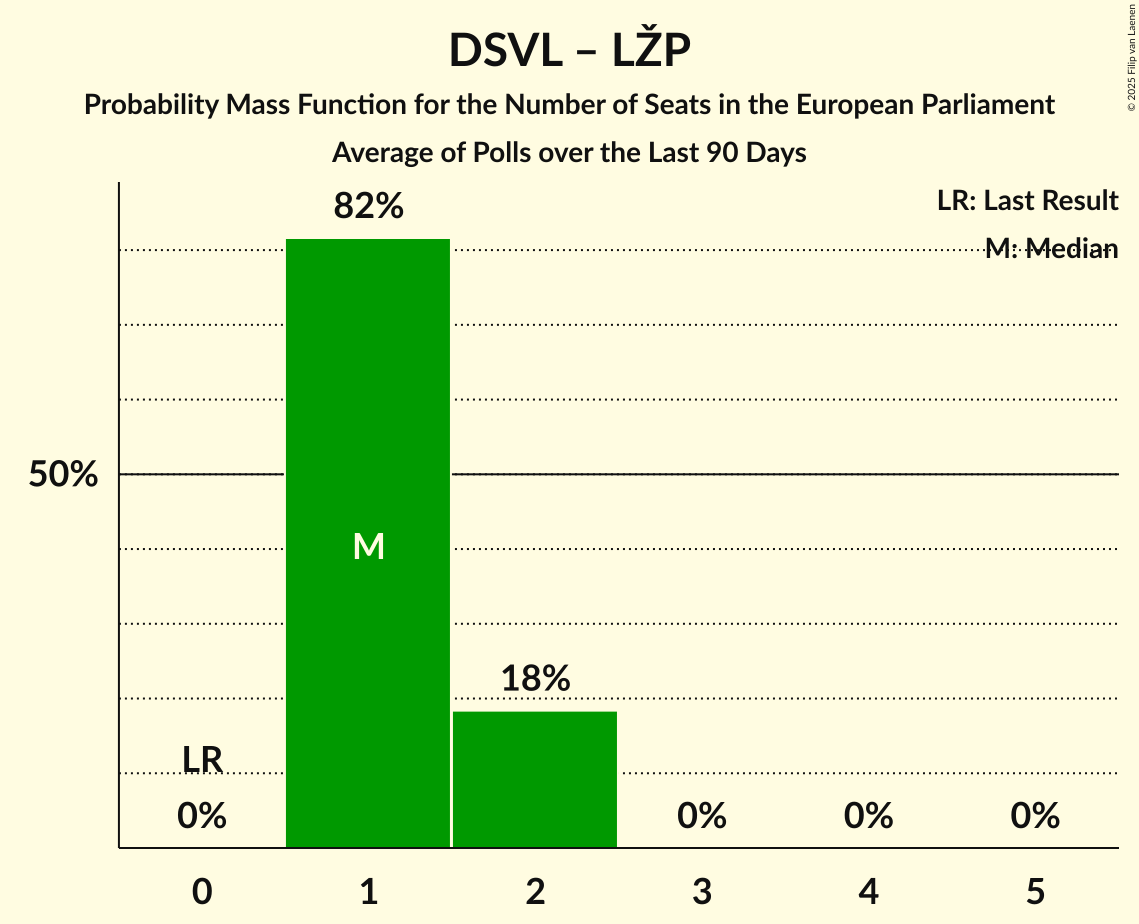 DSVL – LŽP
Probability Mass Function for the Number of Seats in the European Parliament
Average of Polls over the Last 90 Days
© 2025 Filip van Laenen
LR: Last Result
M: Median
82%
50%
M
18%
LR
0%
0%
0%
0%
0
1
2
3
4
5